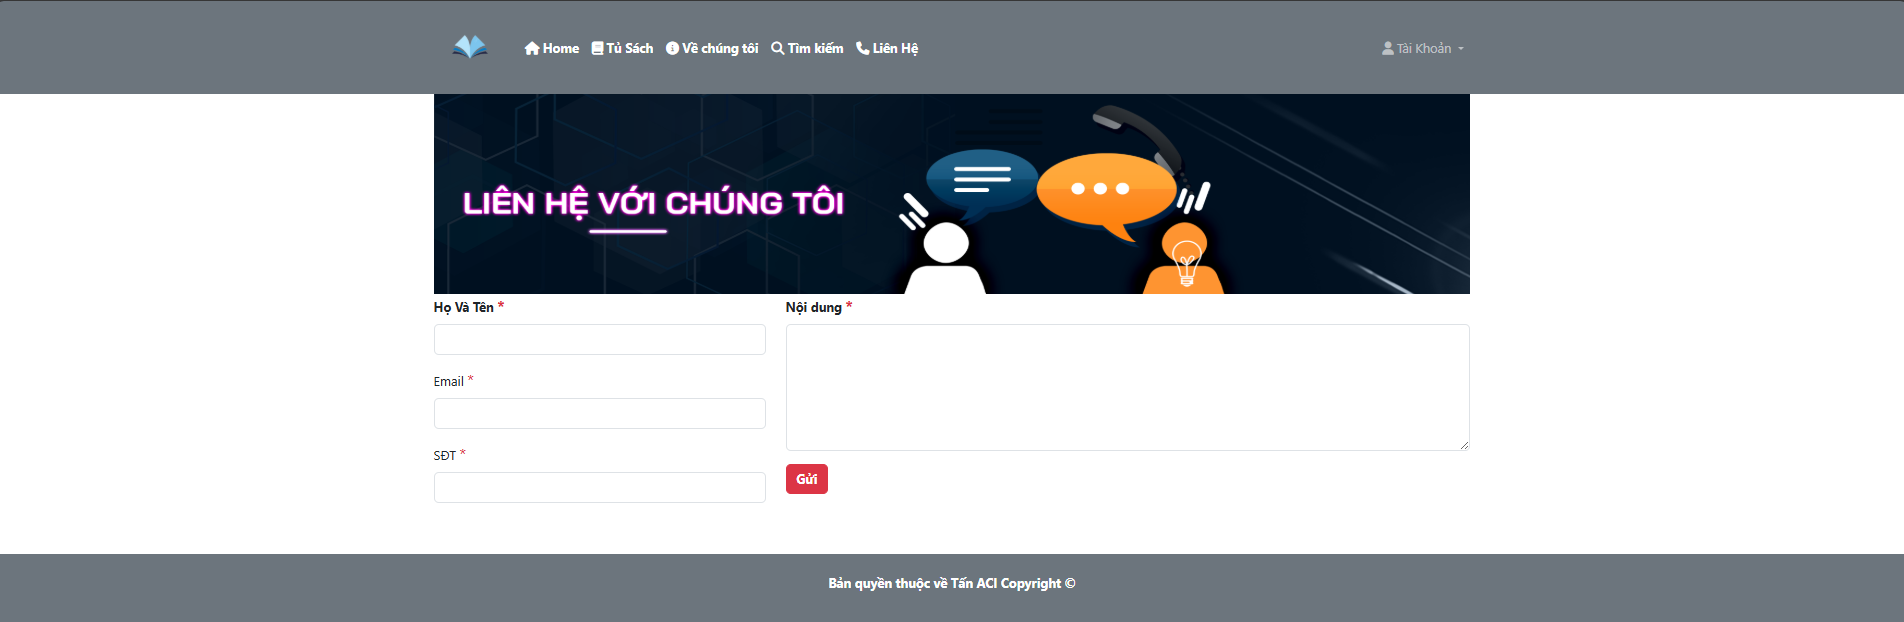 Home Tủ Sách Về chúng tôi Tìm kiếm Liên Hệ Tài Khoản
LIÊN HỆ VỚI CHÚNG TÔI
Họ Và Tên *
Nội dung *
Email *
SĐT *
Gửi
Bản quyền thuộc về Tấn ACI Copyright ©